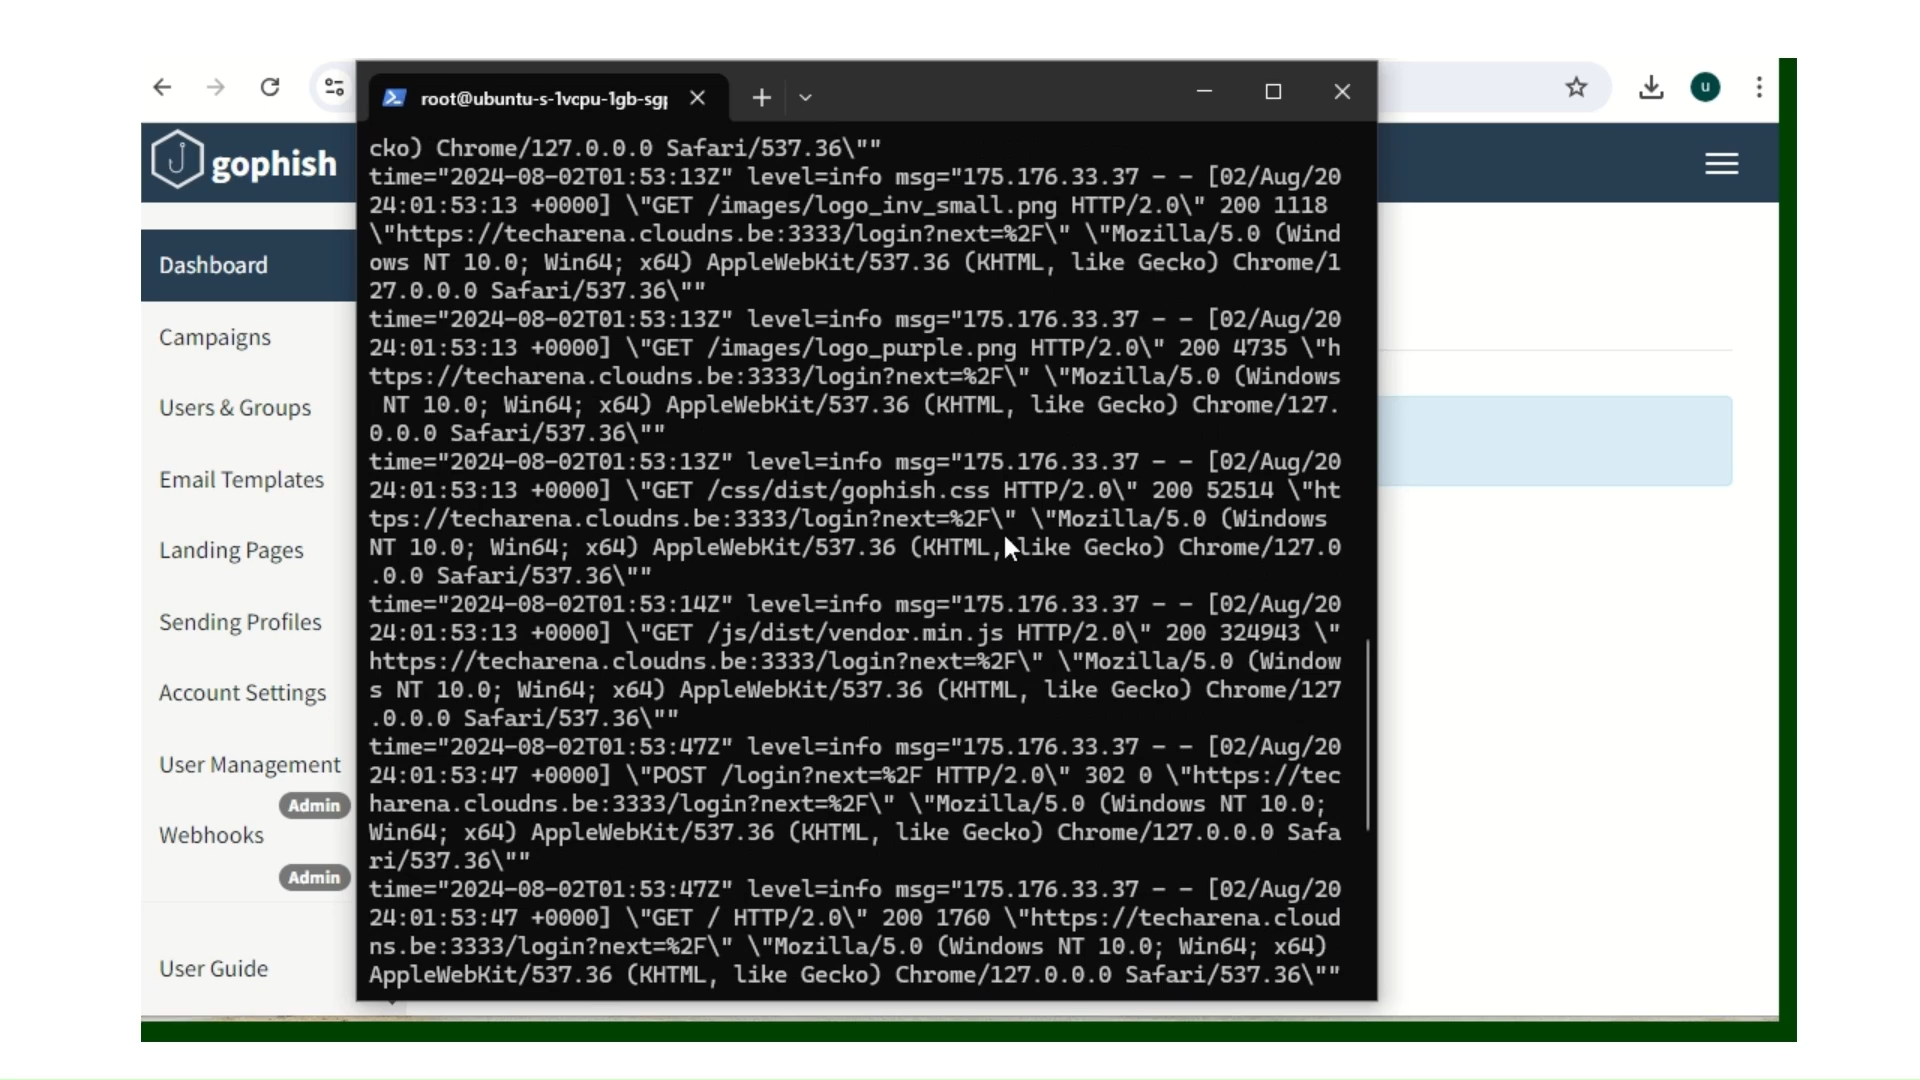 root@ubuntu-s-1vcpu-1gb-sgp
u
gophish
Dashboard
Campaigns
Users & Groups
Email Templates
Landing Pages
Sending Profiles
Account Settings
User Management
Admin
Webhooks
Admin
User Guide
cko) Chrome/127.0.0.0 Safari/537.36\""
time="2024-08-02T01:53:13Z" level=info msg="175.176.33.37 - - [02/Aug/20
24:01:53:13 +0000] \"GET /images/logo_inv_small.png HTTP/2.0\" 200 1118
\"https://techarena.cloudns.be:3333/login?next=%2F\" \"Mozilla/5.0 (Wind
ows NT 10.0; Win64; x64) AppleWebKit/537.36 (KHTML, like Gecko) Chrome/1
27.0.0.0 Safari/537.36\""
time="2024-08-02T01:53:13Z" level=info msg="175.176.33.37 - - [02/Aug/20
24:01:53:13 +0000] \"GET /images/logo_purple.png HTTP/2.0\" 200 4735 \"h
ttps://techarena.cloudns.be:3333/login?next=%2F\" \"Mozilla/5.0 (Windows
NT 10.0; Win64; x64) AppleWebKit/537.36 (KHTML, like Gecko) Chrome/127.
0.0.0 Safari/537.36\""
time="2024-08-02T01:53:13Z" level=info msg="175.176.33.37 - - [02/Aug/20
24:01:53:13 +0000] \"GET /css/dist/gophish.css HTTP/2.0\" 200 52514 \"ht
tps://techarena.cloudns.be:3333/login?next=%2F\" \"Mozilla/5.0 (Windows
NT 10.0; Win64; x64) AppleWebKit/537.36 (KHTML, like Gecko) Chrome/127.0
.0.0 Safari/537.36\""
time="2024-08-02T01:53:14Z" level=info msg="175.176.33.37 - - [02/Aug/20
24:01:53:13 +0000] \"GET /js/dist/vendor.min.js HTTP/2.0\" 200 324943 \"
https://techarena.cloudns.be:3333/login?next=%2F\" \"Mozilla/5.0 (Window
s NT 10.0; Win64; x64) AppleWebKit/537.36 (KHTML, like Gecko) Chrome/127
.0.0.0 Safari/537.36\""
time="2024-08-02T01:53:47Z" level=info msg="175.176.33.37 - - [02/Aug/20
24:01:53:47 +0000] \"POST /login?next=%2F HTTP/2.0\" 302 0 \"https://tec
harena.cloudns.be:3333/login?next=%2F\" \"Mozilla/5.0 (Windows NT 10.0;
Win64; x64) AppleWebKit/537.36 (KHTML, like Gecko) Chrome/127.0.0.0 Safa
ri/537.36\""
time="2024-08-02T01:53:47Z" level=info msg="175.176.33.37 - - [02/Aug/20
24:01:53:47 +0000] \"GET / HTTP/2.0\" 200 1760 \"https://techarena.cloud
ns.be:3333/login?next=%2F\" \"Mozilla/5.0 (Windows NT 10.0; Win64; x64)
AppleWebKit/537.36 (KHTML, like Gecko) Chrome/127.0.0.0 Safari/537.36\""